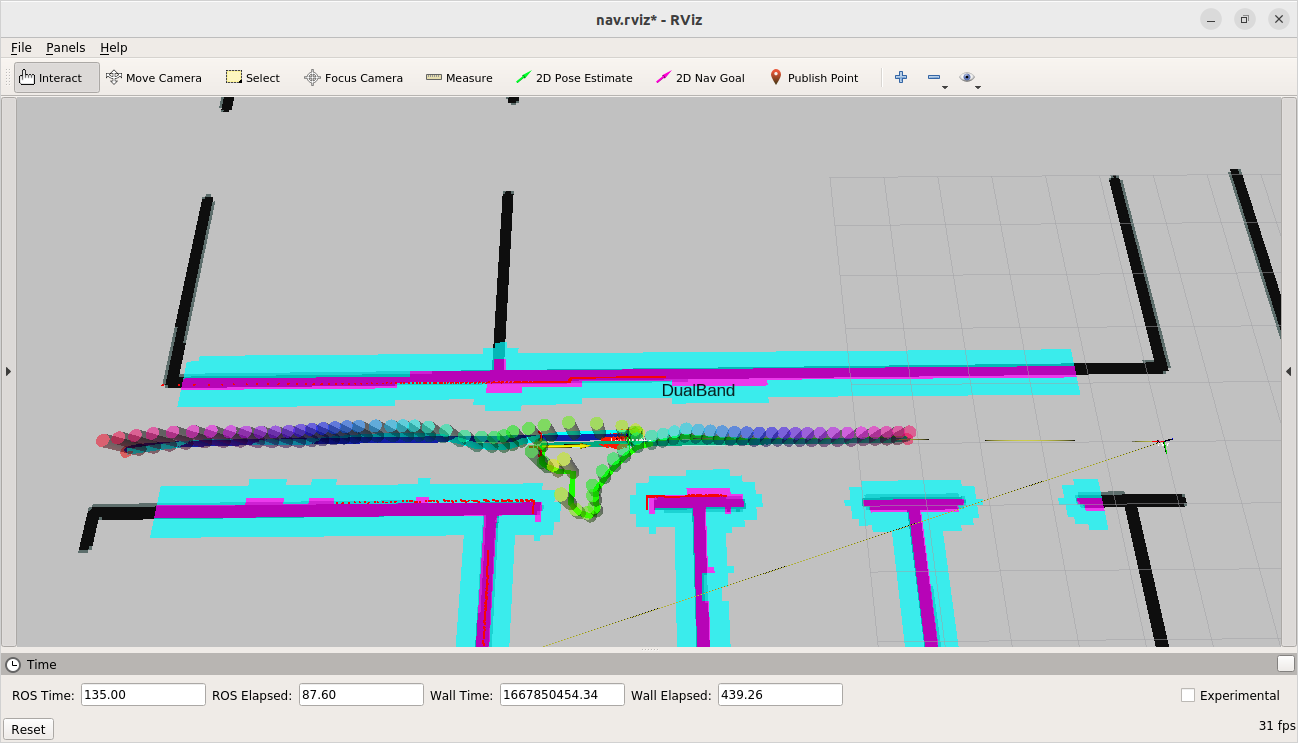 nav.rviz* - RViz
File Panels Help
Interact Move Camera Select Focus Camera Measure 2D Pose Estimate 2D Nav Goal Publish Point
DualBand
Time
ROS Time: 135.00 ROS Elapsed: 87.60 Wall Time: 1667850454.34 Wall Elapsed: 439.26 Experimental
Reset 31 fps